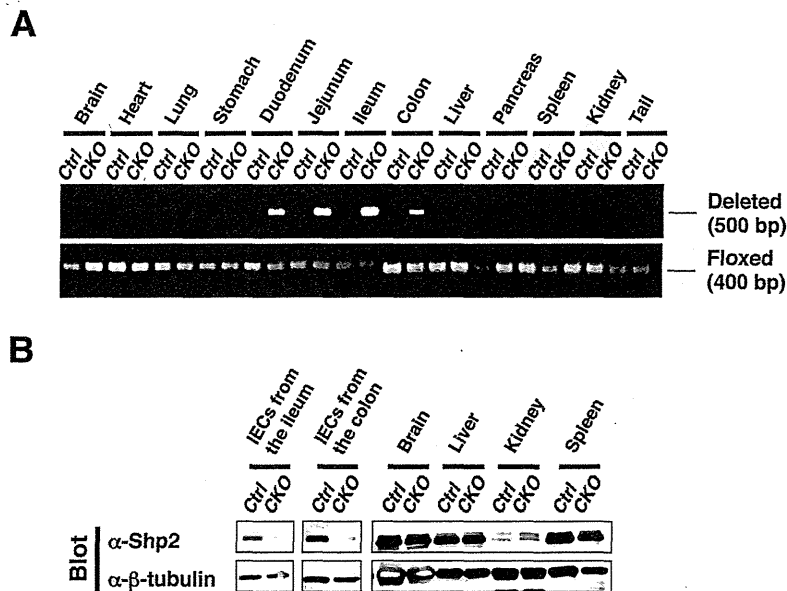 A
Brain
Heart
Lung
Stomach
Duodenum
Jejunum
Ileum
Colon
Liver
Pancreas
Spleen
Kidney
Tail
Ctrl CKO Ctrl CKO Ctrl CKO Ctrl CKO Ctrl CKO Ctrl CKO Ctrl CKO Ctrl CKO Ctrl CKO Ctrl CKO Ctrl CKO Ctrl CKO Ctrl CKO
Deleted
(500 bp)
Floxed
(400 bp)
B
IECs from
the ileum
IECs from
the colon
Brain
Liver
Kidney
Spleen
Ctrl CKO Ctrl CKO Ctrl CKO Ctrl CKO Ctrl CKO Ctrl CKO
Blot
α-Shp2
α-β-tubulin